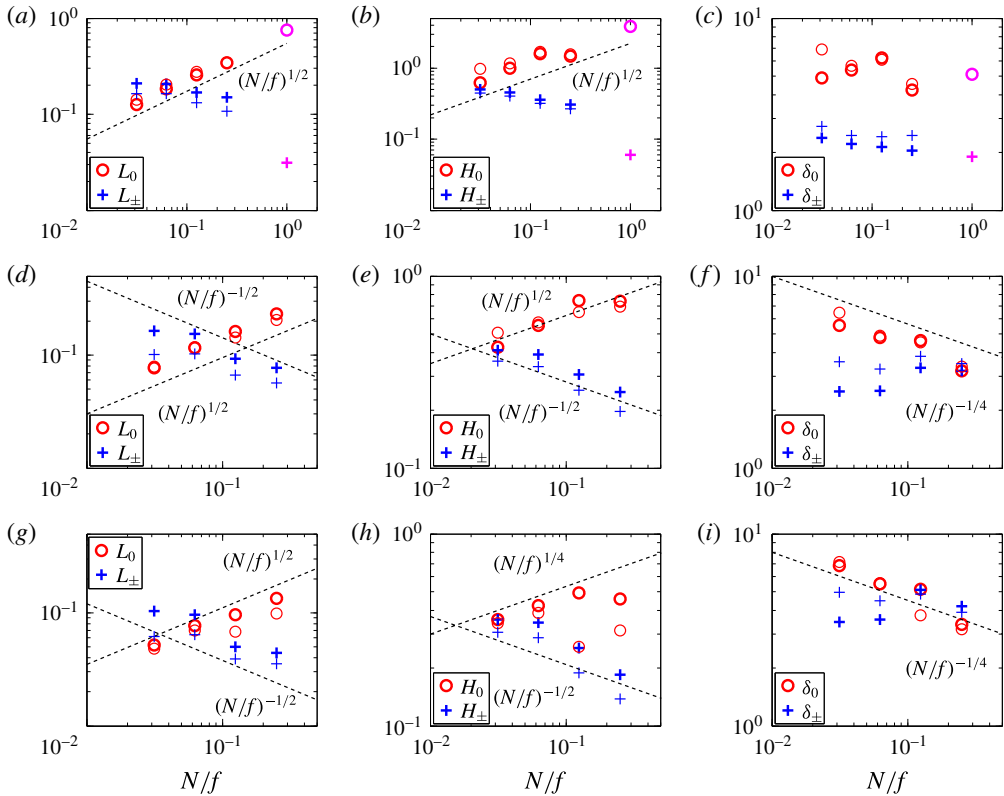 (a) (b) (c)
10^1 10^1
10^0 10^0
(N/f)^{1/2} (N/f)^{1/2}
10^{-1} 10^{-1}
L_0 H_0 δ_0
L_± H_± δ_±
10^0
10^{-2} 10^{-1} 10^0 10^{-2} 10^{-1} 10^0 10^{-2} 10^{-1} 10^0
(d) (e) (f)
10^0 10^1
(N/f)^{-1/2} (N/f)^{1/2}
10^{-1}
(N/f)^{1/2} (N/f)^{-1/2} (N/f)^{-1/4}
L_0 H_0 δ_0
L_± H_± δ_±
10^{-1} 10^0
10^{-2} 10^{-1} 10^{-2} 10^{-1} 10^{-2} 10^{-1}
(g) (h) (i)
10^0 10^1
L_0
L_±
(N/f)^{1/2} (N/f)^{1/4}
10^{-1}
(N/f)^{-1/2} (N/f)^{-1/2} (N/f)^{-1/4}
H_0 δ_0
H_± δ_±
10^{-1} 10^0
10^{-2} 10^{-1} 10^{-2} 10^{-1} 10^{-2} 10^{-1}
N/f N/f N/f